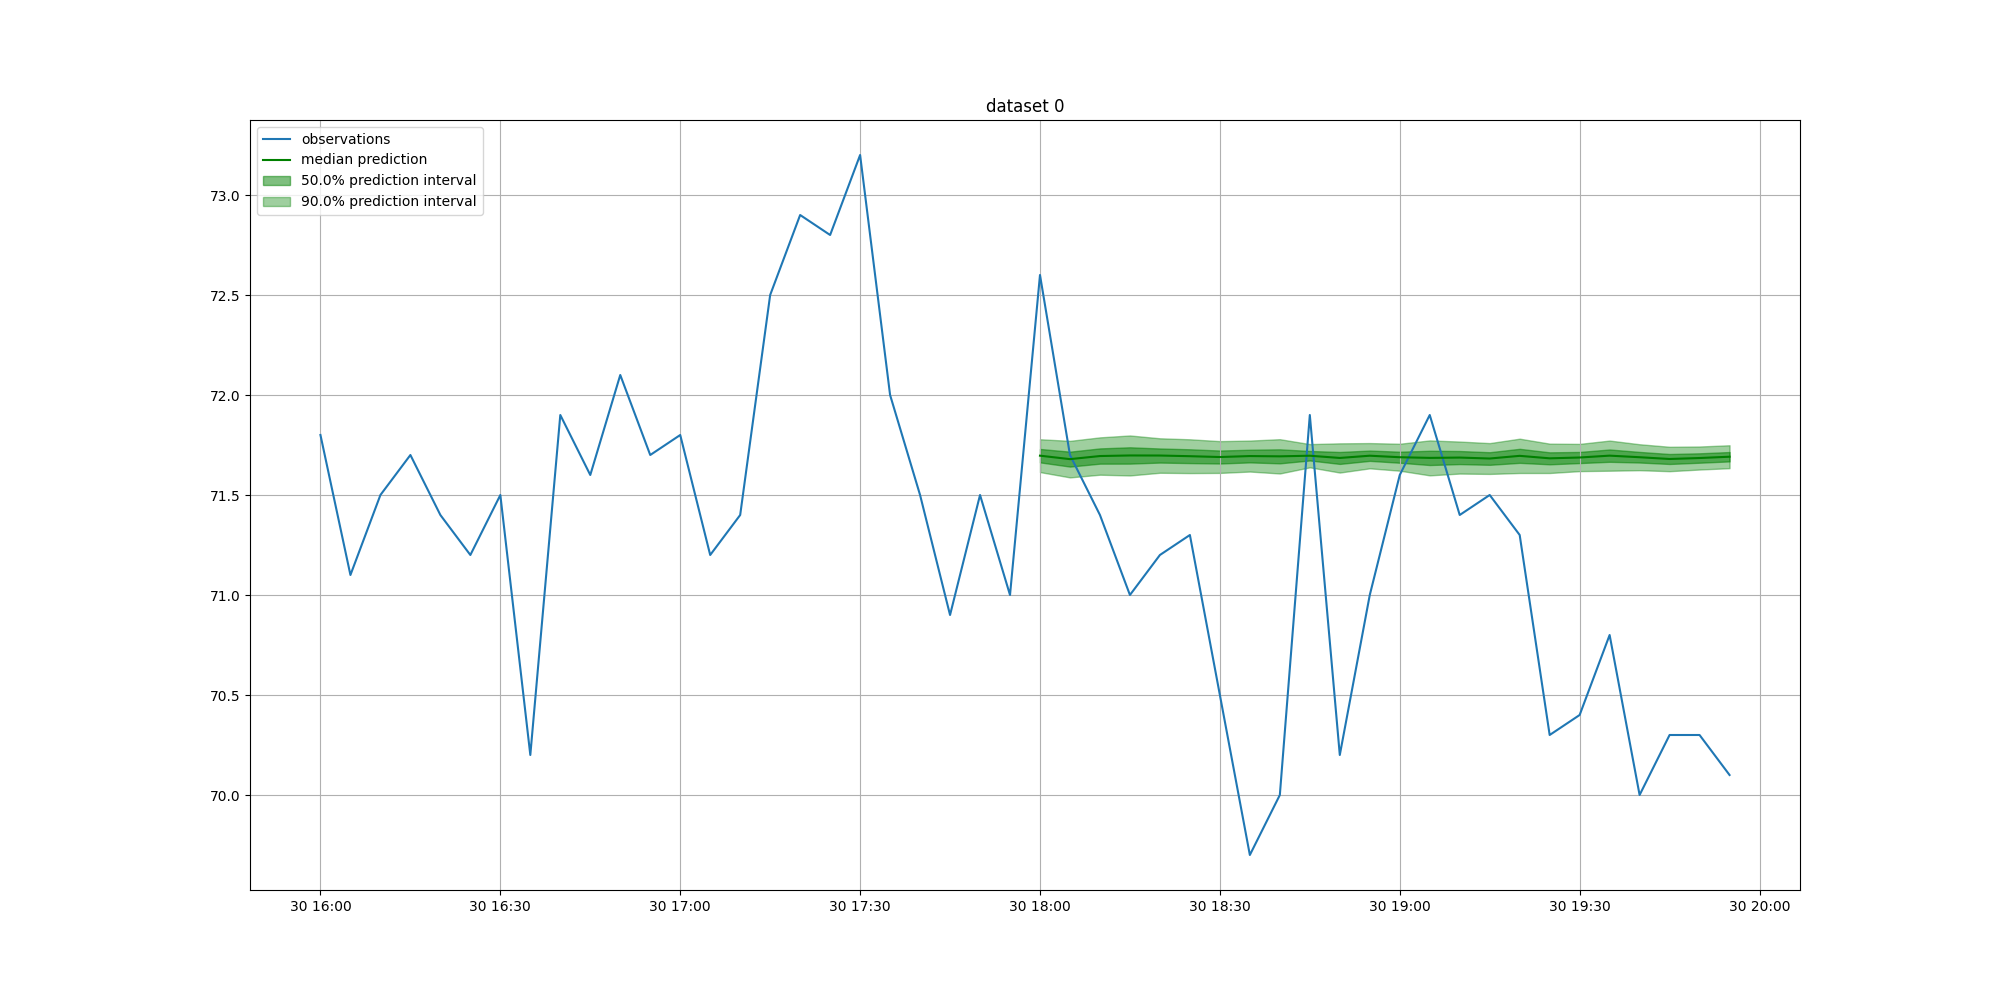 dataset 0
observations
median prediction
50.0% prediction interval
90.0% prediction interval
73.0
72.5
72.0
71.5
71.0
70.5
70.0
30 16:00 30 16:30 30 17:00 30 17:30 30 18:00 30 18:30 30 19:00 30 19:30 30 20:00